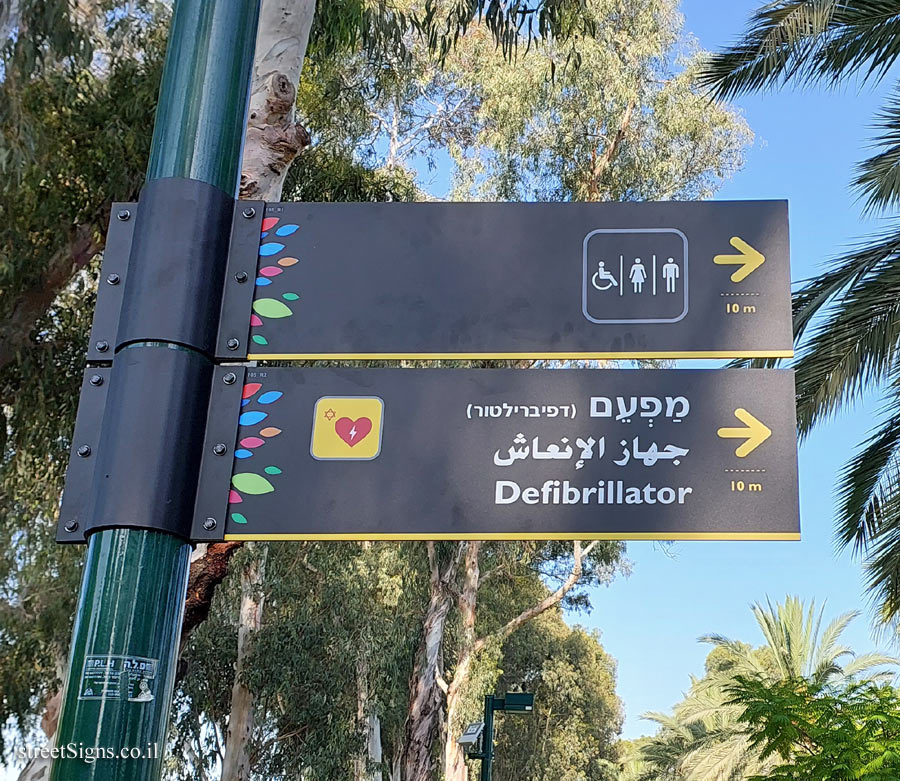 10 m
מַפְעֵם (דפיברילטור)
جهاز الإنعاش
Defibrillator
10 m
streetSigns.co.il